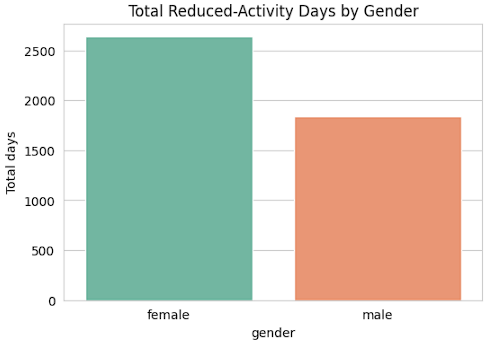 Total Reduced-Activity Days by Gender
Total days
2500
2000
1500
1000
500
0
female male
gender